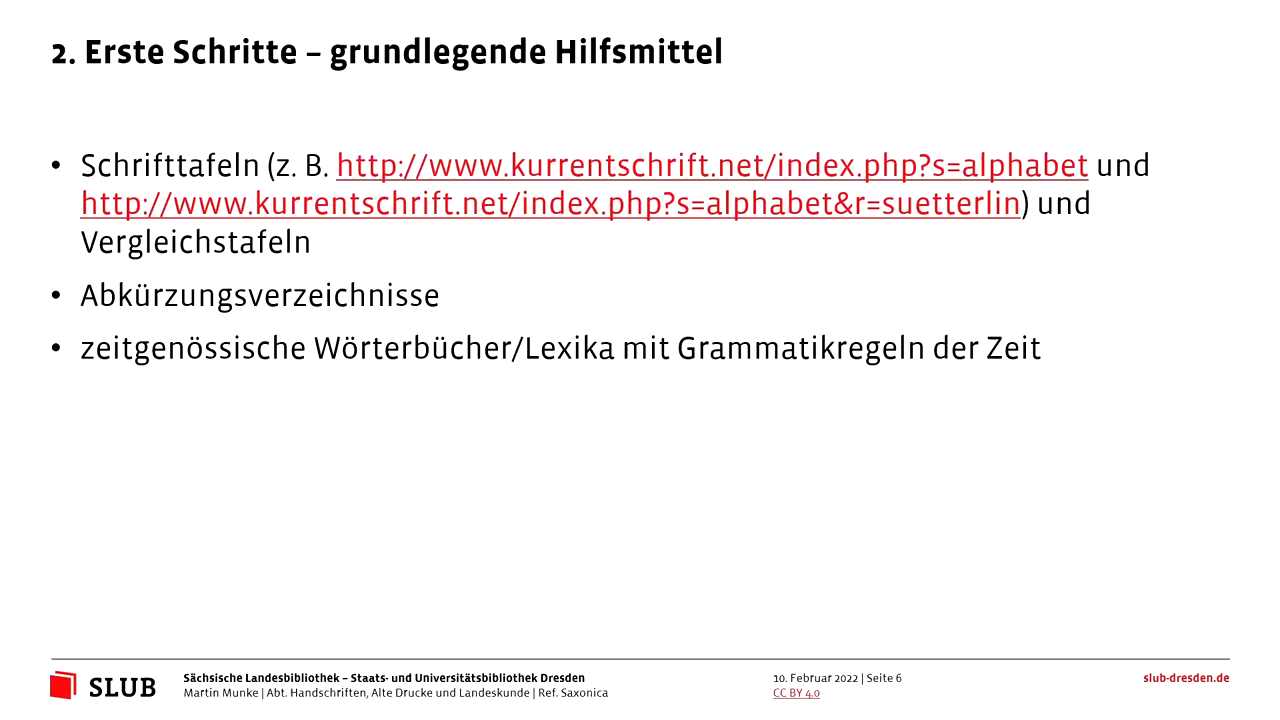 2. Erste Schritte – grundlegende Hilfsmittel
• Schrifttafeln (z. B. http://www.kurrentschrift.net/index.php?s=alphabet und
http://www.kurrentschrift.net/index.php?s=alphabet&r=suetterlin) und
Vergleichstafeln
• Abkürzungsverzeichnisse
• zeitgenössische Wörterbücher/Lexika mit Grammatikregeln der Zeit
SLUB
Sächsische Landesbibliothek – Staats- und Universitätsbibliothek Dresden
Martin Munke | Abt. Handschriften, Alte Drucke und Landeskunde | Ref. Saxonica
10. Februar 2022 | Seite 6
CC BY 4.0
slub-dresden.de